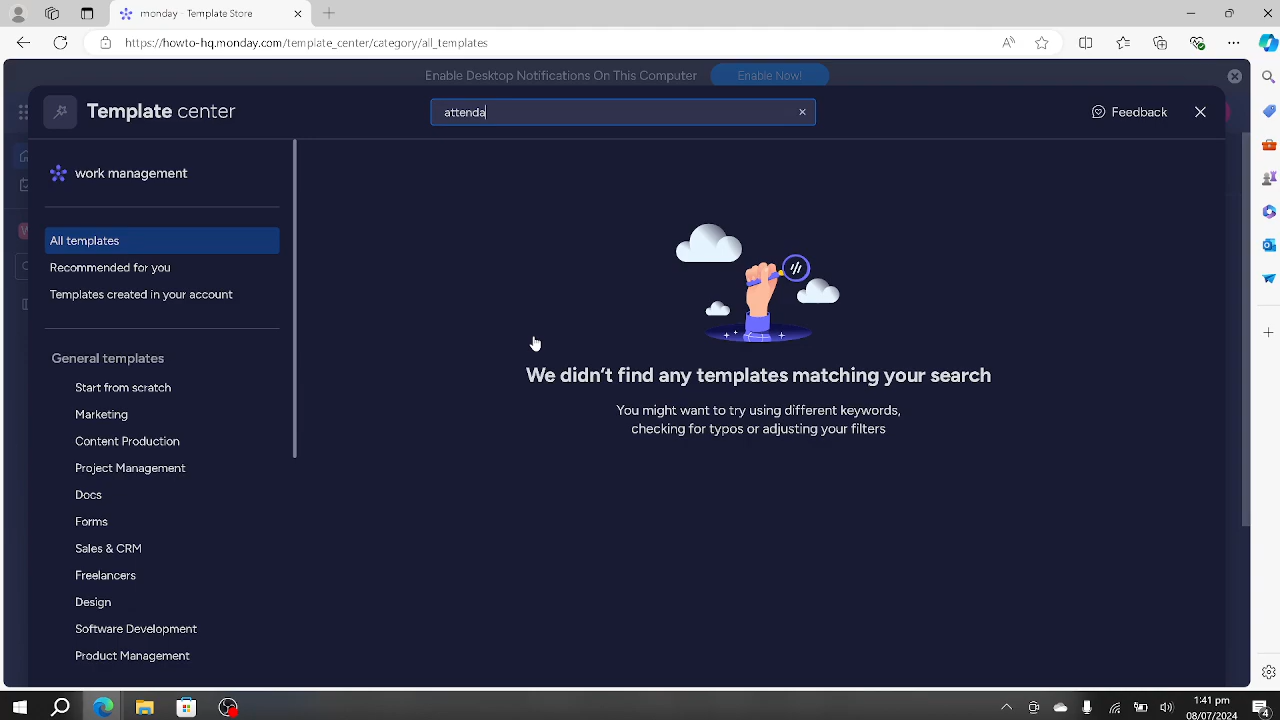 monday - Template Store
https://howto-hq.monday.com/template_center/category/all_templates
Enable Desktop Notifications On This Computer
Enable Now!
Template center
attenda
Feedback
work management
All templates
Recommended for you
Templates created in your account
General templates
Start from scratch
Marketing
Content Production
Project Management
Docs
Forms
Sales & CRM
Freelancers
Design
Software Development
Product Management
We didn't find any templates matching your search
You might want to try using different keywords,
checking for typos or adjusting your filters
1:41 pm
08/07/2024
4